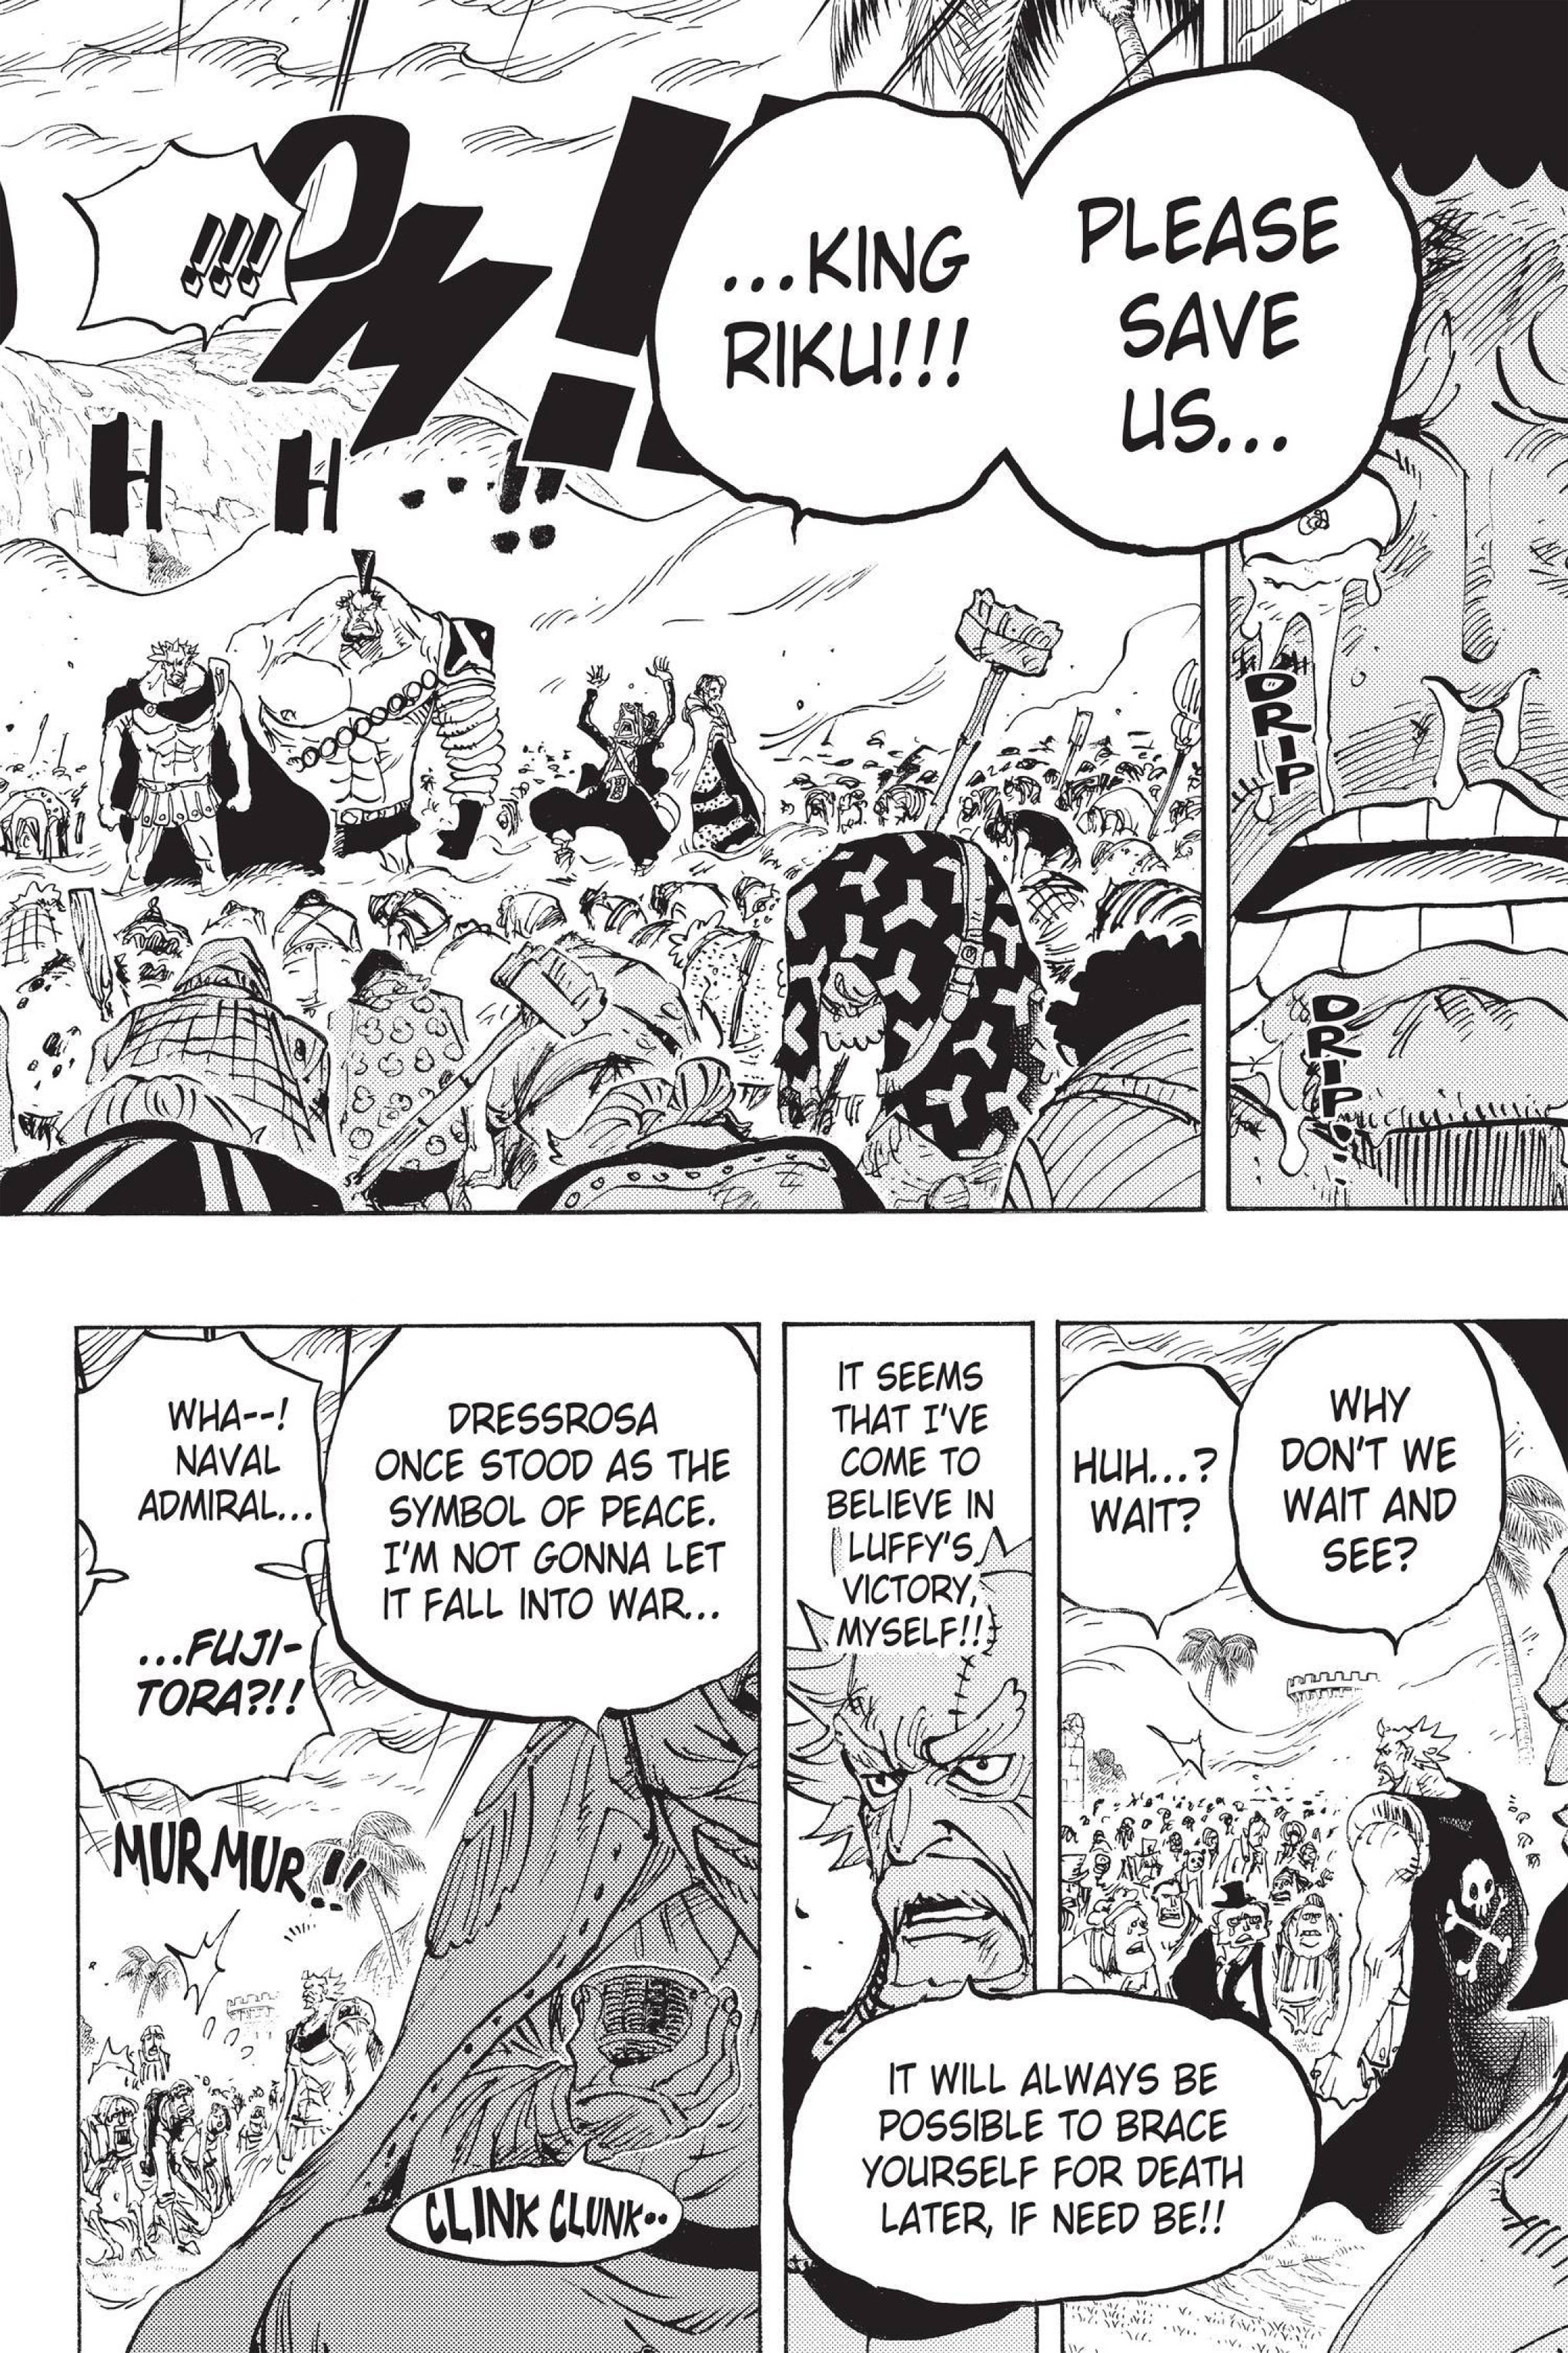 PLEASE
SAVE
US...
...KING
RIKU!!!
!!!
DRIP
DRIP..
H H ...!!
WHY
DON'T WE
WAIT AND
SEE?
HUH...?
WAIT?
IT SEEMS
THAT I'VE
COME TO
BELIEVE IN
LUFFY'S
VICTORY,
MYSELF!!
IT WILL ALWAYS BE
POSSIBLE TO BRACE
YOURSELF FOR DEATH
LATER, IF NEED BE!!
DRESSROSA
ONCE STOOD AS THE
SYMBOL OF PEACE.
I'M NOT GONNA LET
IT FALL INTO WAR...
CLINK CLUNK..
WHA--!
NAVAL
ADMIRAL...
...FUJI-
TORA?!!
MURMUR..!!